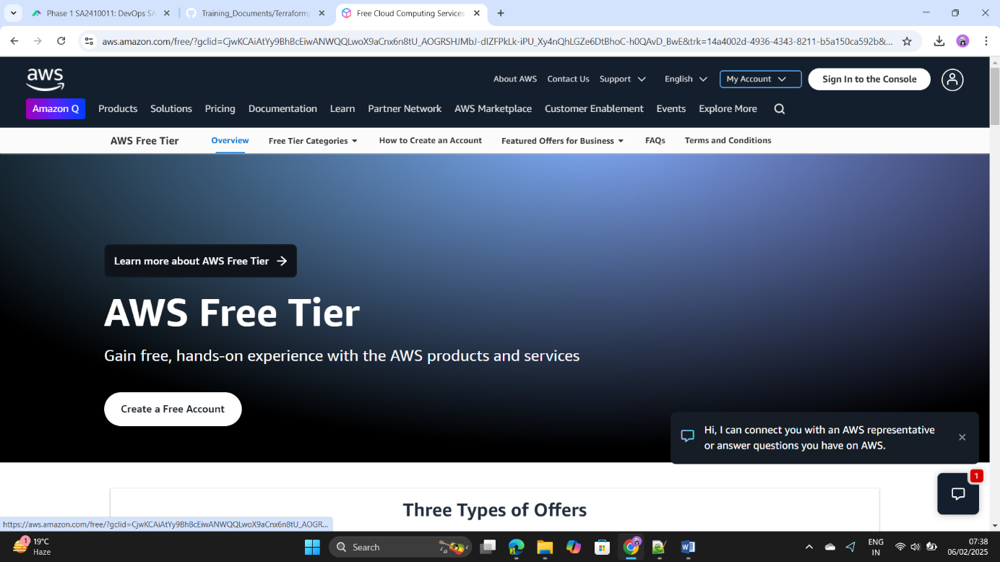 Phase 1 SA2410011: DevOps SA
Training_Documents/Terraform/
Free Cloud Computing Services
aws.amazon.com/free/?gclid=CjwKCAiAtYy9BhBcEiwANWQQLwoX9aCnx6n8tU_AOGRSHJMbJ-dIZFPkLk-iPU_Xy4nQhLGZe6DtBhoC-h0QAvD_BwE&trk=14a4002d-4936-4343-8211-b5a150ca592b&...
aws
About AWS Contact Us Support English My Account Sign In to the Console
Amazon Q Products Solutions Pricing Documentation Learn Partner Network AWS Marketplace Customer Enablement Events Explore More
AWS Free Tier Overview Free Tier Categories How to Create an Account Featured Offers for Business FAQs Terms and Conditions
Learn more about AWS Free Tier
AWS Free Tier
Gain free, hands-on experience with the AWS products and services
Create a Free Account
Hi, I can connect you with an AWS representative
or answer questions you have on AWS.
1
Three Types of Offers
https://aws.amazon.com/free/?gclid=CjwKCAiAtYy9BhBcEiwANWQQLwoX9aCnx6n8tU_AOGR...
1
19°C
Haze
Search
ENG
IN
07:38
06/02/2025